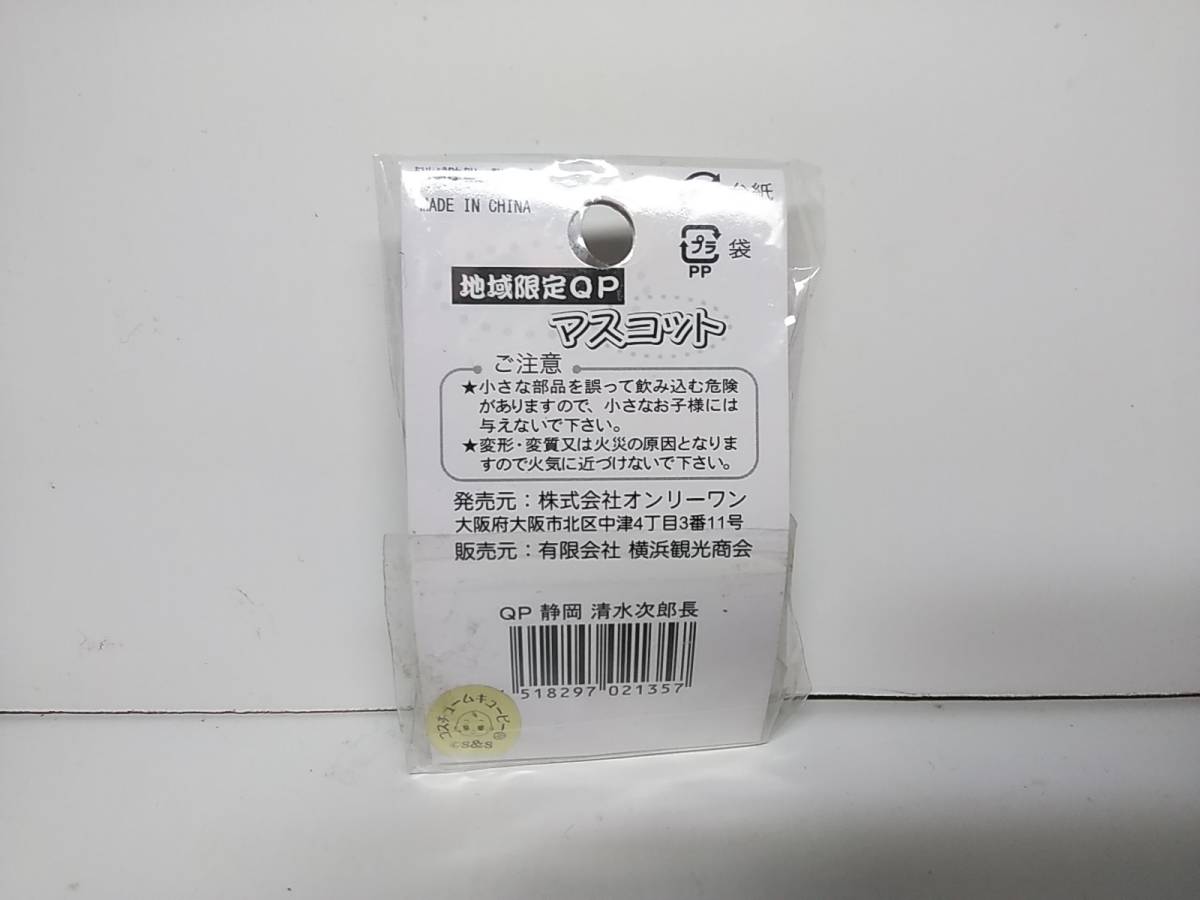 MADE IN CHINA
台紙
プラ 袋
PP
地域限定QP
マスコット
ご注意
★小さな部品を誤って飲み込む危険
がありますので、小さなお子様には
与えないで下さい。
★変形・変質又は火災の原因となりま
すので火気に近づけないで下さい。
発売元：株式会社オンリーワン
大阪府大阪市北区中津4丁目3番11号
販売元：有限会社 横浜観光商会
QP 静岡 清水次郎長
518297 021357
コスチュームキューピー®
©S&S